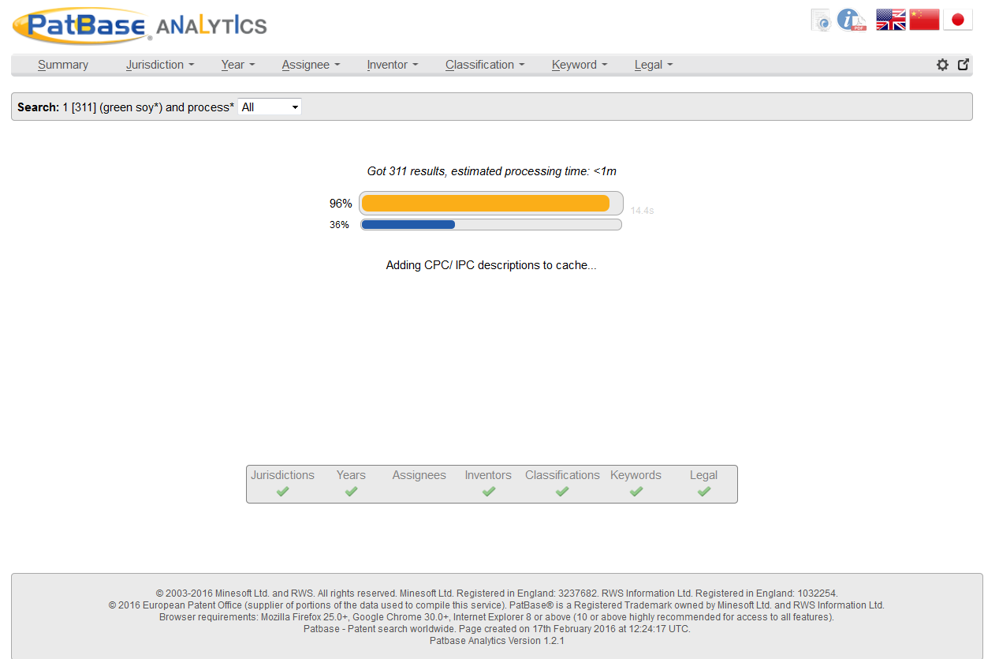 PatBase ANALYTICS
i PDF
Summary Jurisdiction Year Assignee Inventor Classification Keyword Legal
Search: 1 [311] (green soy*) and process* All
Got 311 results, estimated processing time: <1m
96%
14.4s
36%
Adding CPC/ IPC descriptions to cache...
Jurisdictions Years Assignees Inventors Classifications Keywords Legal
© 2003-2016 Minesoft Ltd. and RWS. All rights reserved. Minesoft Ltd. Registered in England: 3237682. RWS Information Ltd. Registered in England: 1032254.
© 2016 European Patent Office (supplier of portions of the data used to compile this service). PatBase® is a Registered Trademark owned by Minesoft Ltd. and RWS Information Ltd.
Browser requirements: Mozilla Firefox 25.0+, Google Chrome 30.0+, Internet Explorer 8 or above (10 or above highly recommended for access to all features).
Patbase - Patent search worldwide. Page created on 17th February 2016 at 12:24:17 UTC.
Patbase Analytics Version 1.2.1